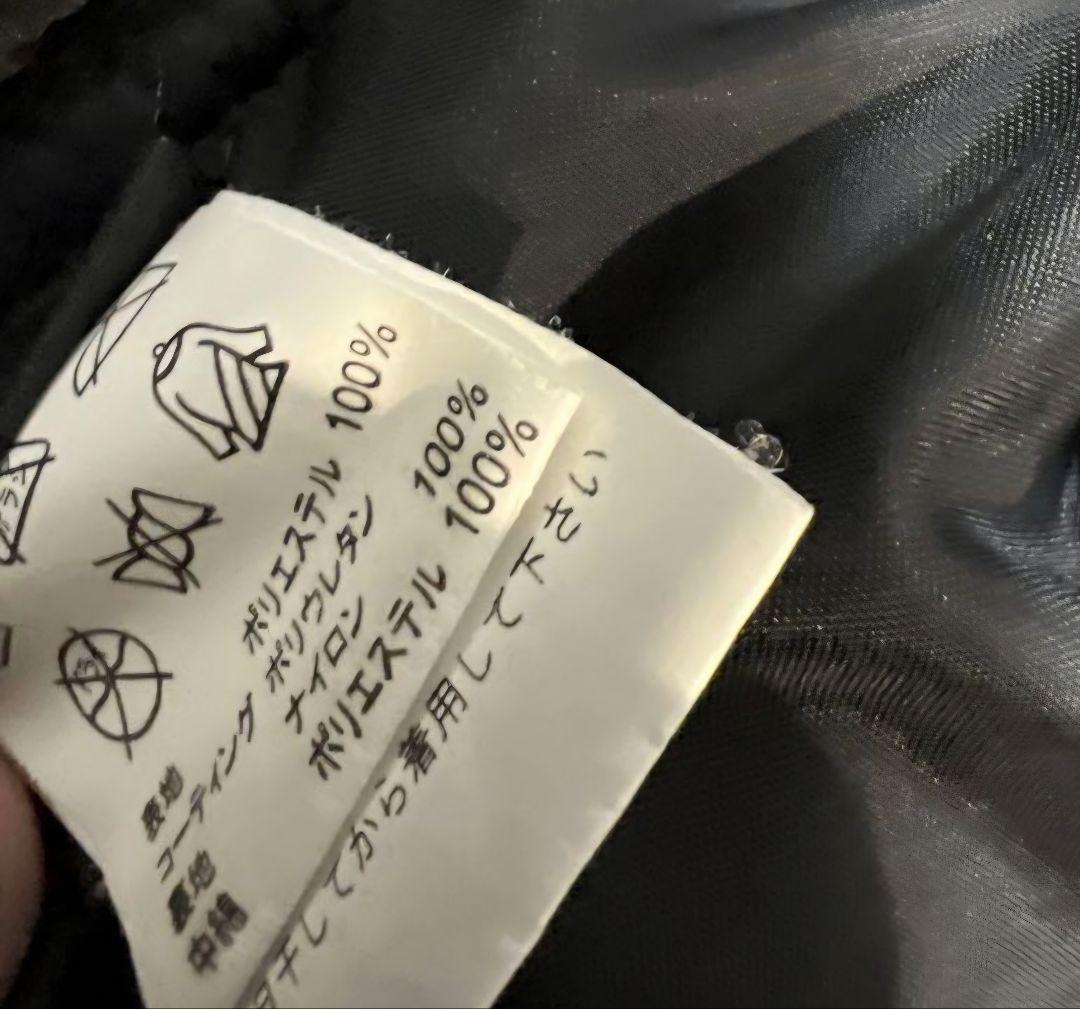 表地 ポリエステル 100%
コーティング ポリウレタン
裏地 ナイロン 100%
中綿 ポリエステル 100%
干してから着用して下さい